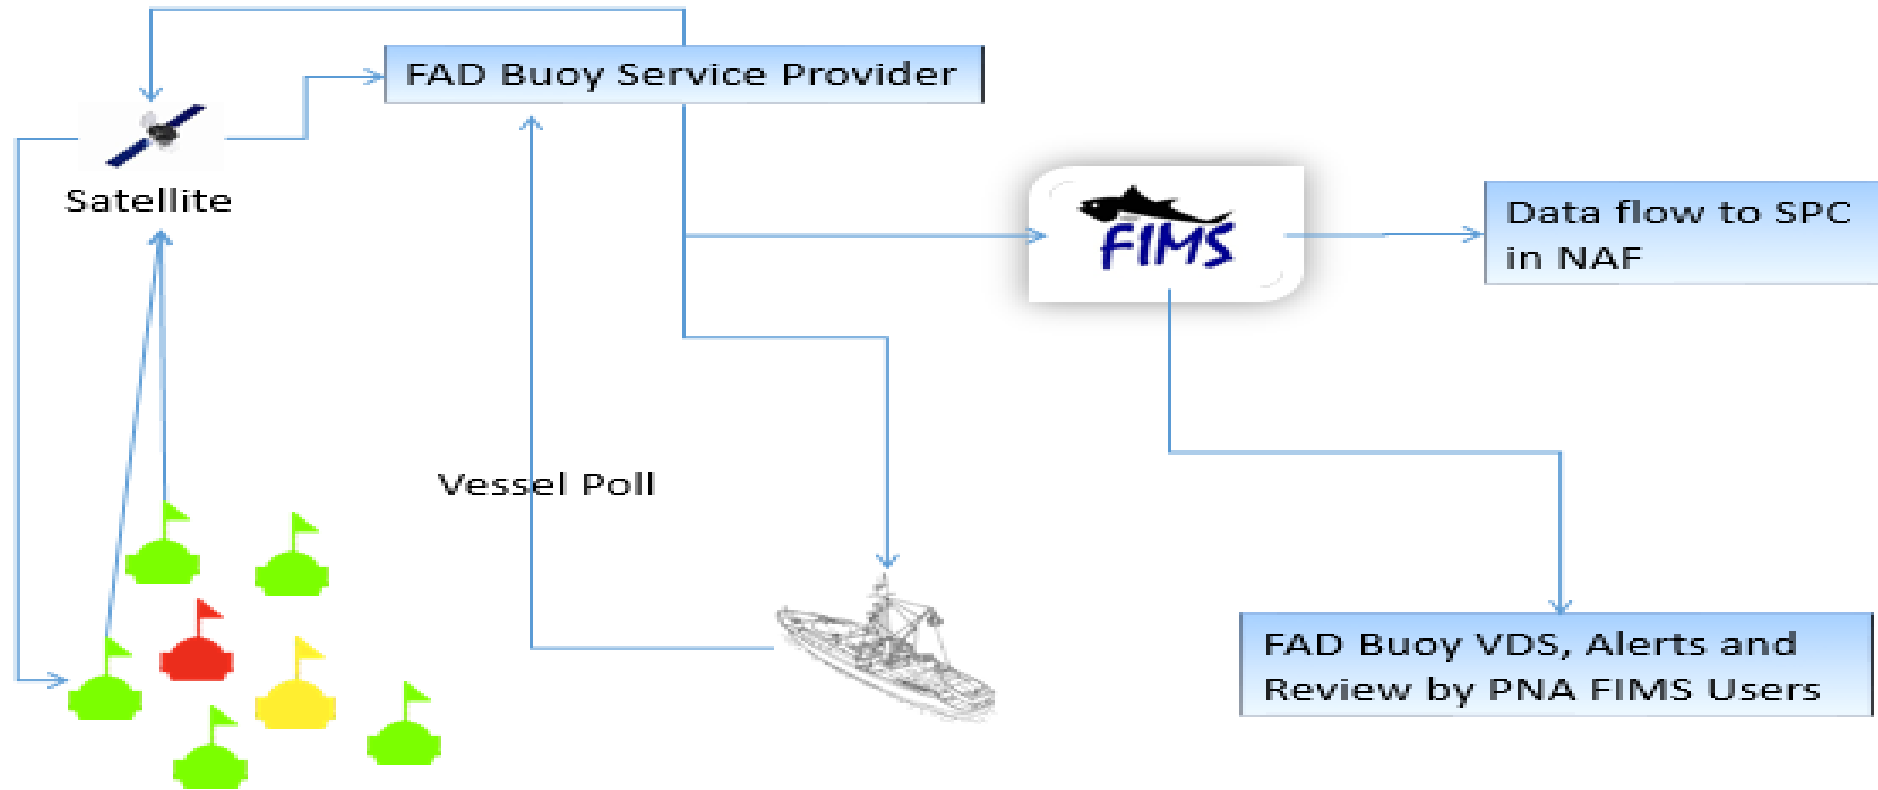 FAD Buoy Service Provider
Satellite
FIMS
Data flow to SPC
in NAF
Vessel Poll
FAD Buoy VDS, Alerts and
Review by PNA FIMS Users